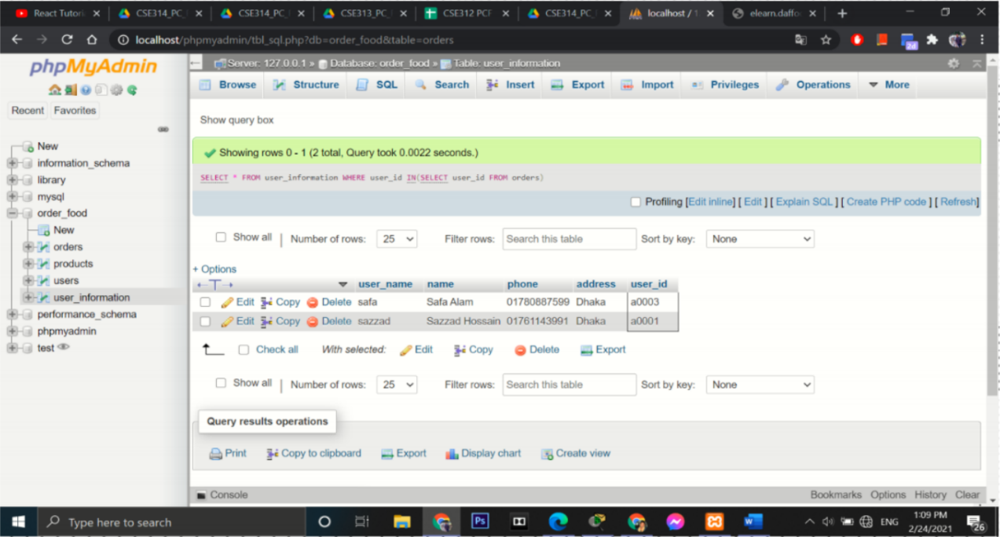 React Tutori
CSE314_PC_
CSE314_PC_
CSE313_PC_
CSE312 PCF
CSE314_PC_
localhost / 1
elearn.daffo
localhost/phpmyadmin/tbl_sql.php?db=order_food&table=orders
2d
phpMyAdmin
Recent Favorites
New
information_schema
library
mysql
order_food
New
orders
products
users
user_information
performance_schema
phpmyadmin
test
Server: 127.0.0.1 » Database: order_food » Table: user_information
Browse Structure SQL Search Insert Export Import Privileges Operations More
Show query box
Showing rows 0 - 1 (2 total, Query took 0.0022 seconds.)
SELECT * FROM user_information WHERE user_id IN(SELECT user_id FROM orders)
Profiling [Edit inline] [ Edit ] [ Explain SQL ] [ Create PHP code ] [ Refresh]
Show all | Number of rows: 25 Filter rows: Search this table Sort by key: None
+ Options
←T→ user_name name phone address user_id
Edit Copy Delete safa Safa Alam 01780887599 Dhaka a0003
Edit Copy Delete sazzad Sazzad Hossain 01761143991 Dhaka a0001
Check all With selected: Edit Copy Delete Export
Show all | Number of rows: 25 Filter rows: Search this table Sort by key: None
Query results operations
Print Copy to clipboard Export Display chart Create view
Console Bookmarks Options History Clear
Type here to search
Ps
ENG
1:09 PM
2/24/2021
26